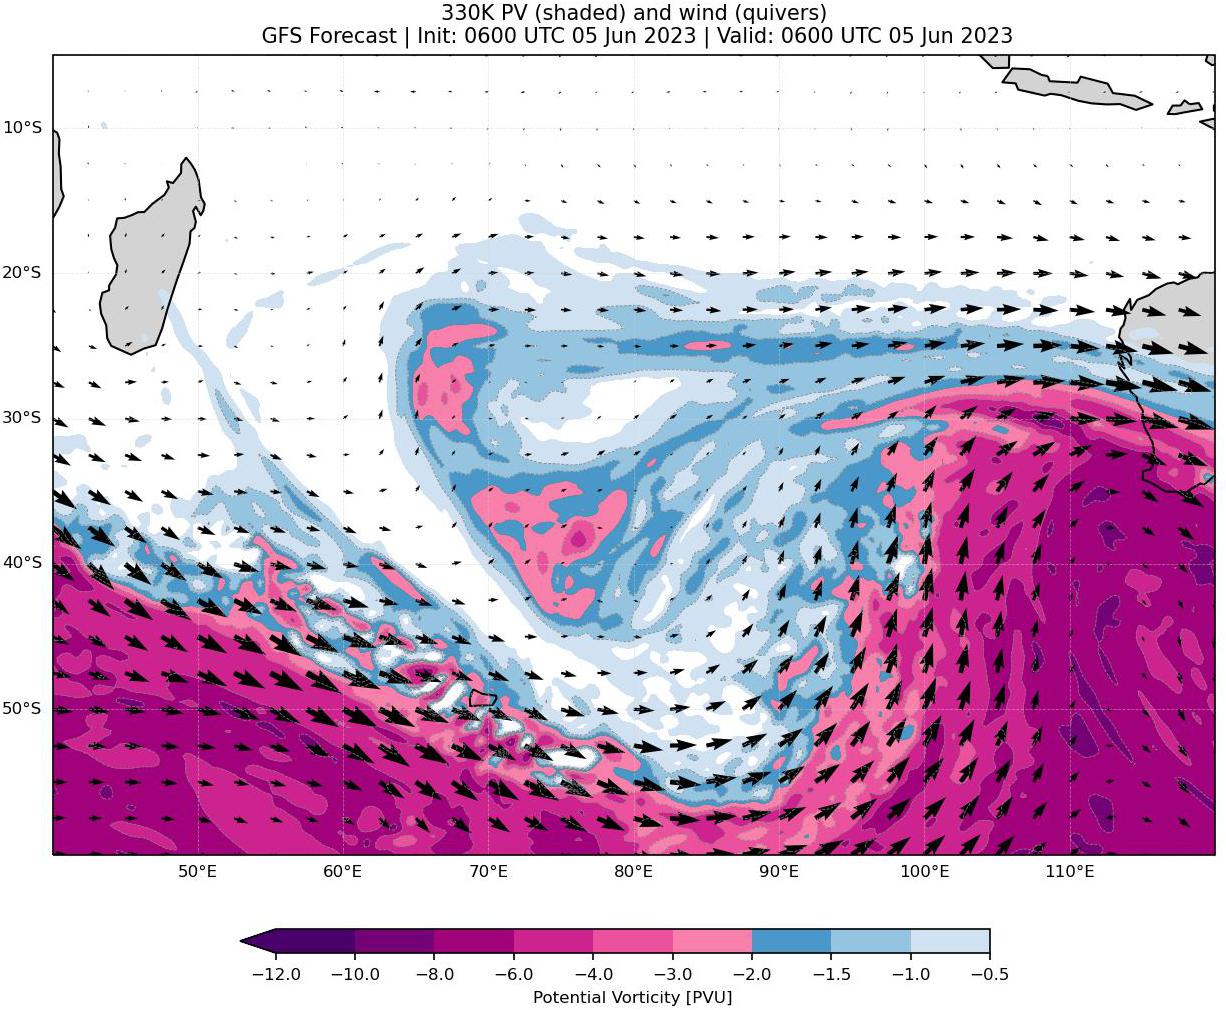 330K PV (shaded) and wind (quivers)
GFS Forecast | Init: 0600 UTC 05 Jun 2023 | Valid: 0600 UTC 05 Jun 2023
10°S
20°S
30°S
40°S
50°S
50°E 60°E 70°E 80°E 90°E 100°E 110°E
−12.0 −10.0 −8.0 −6.0 −4.0 −3.0 −2.0 −1.5 −1.0 −0.5
Potential Vorticity [PVU]